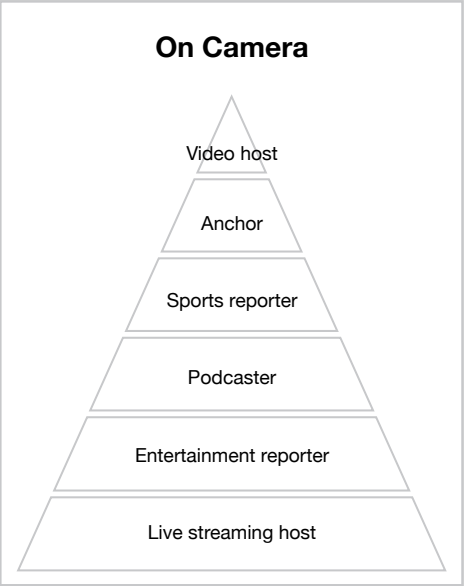 On Camera
Video host
Anchor
Sports reporter
Podcaster
Entertainment reporter
Live streaming host